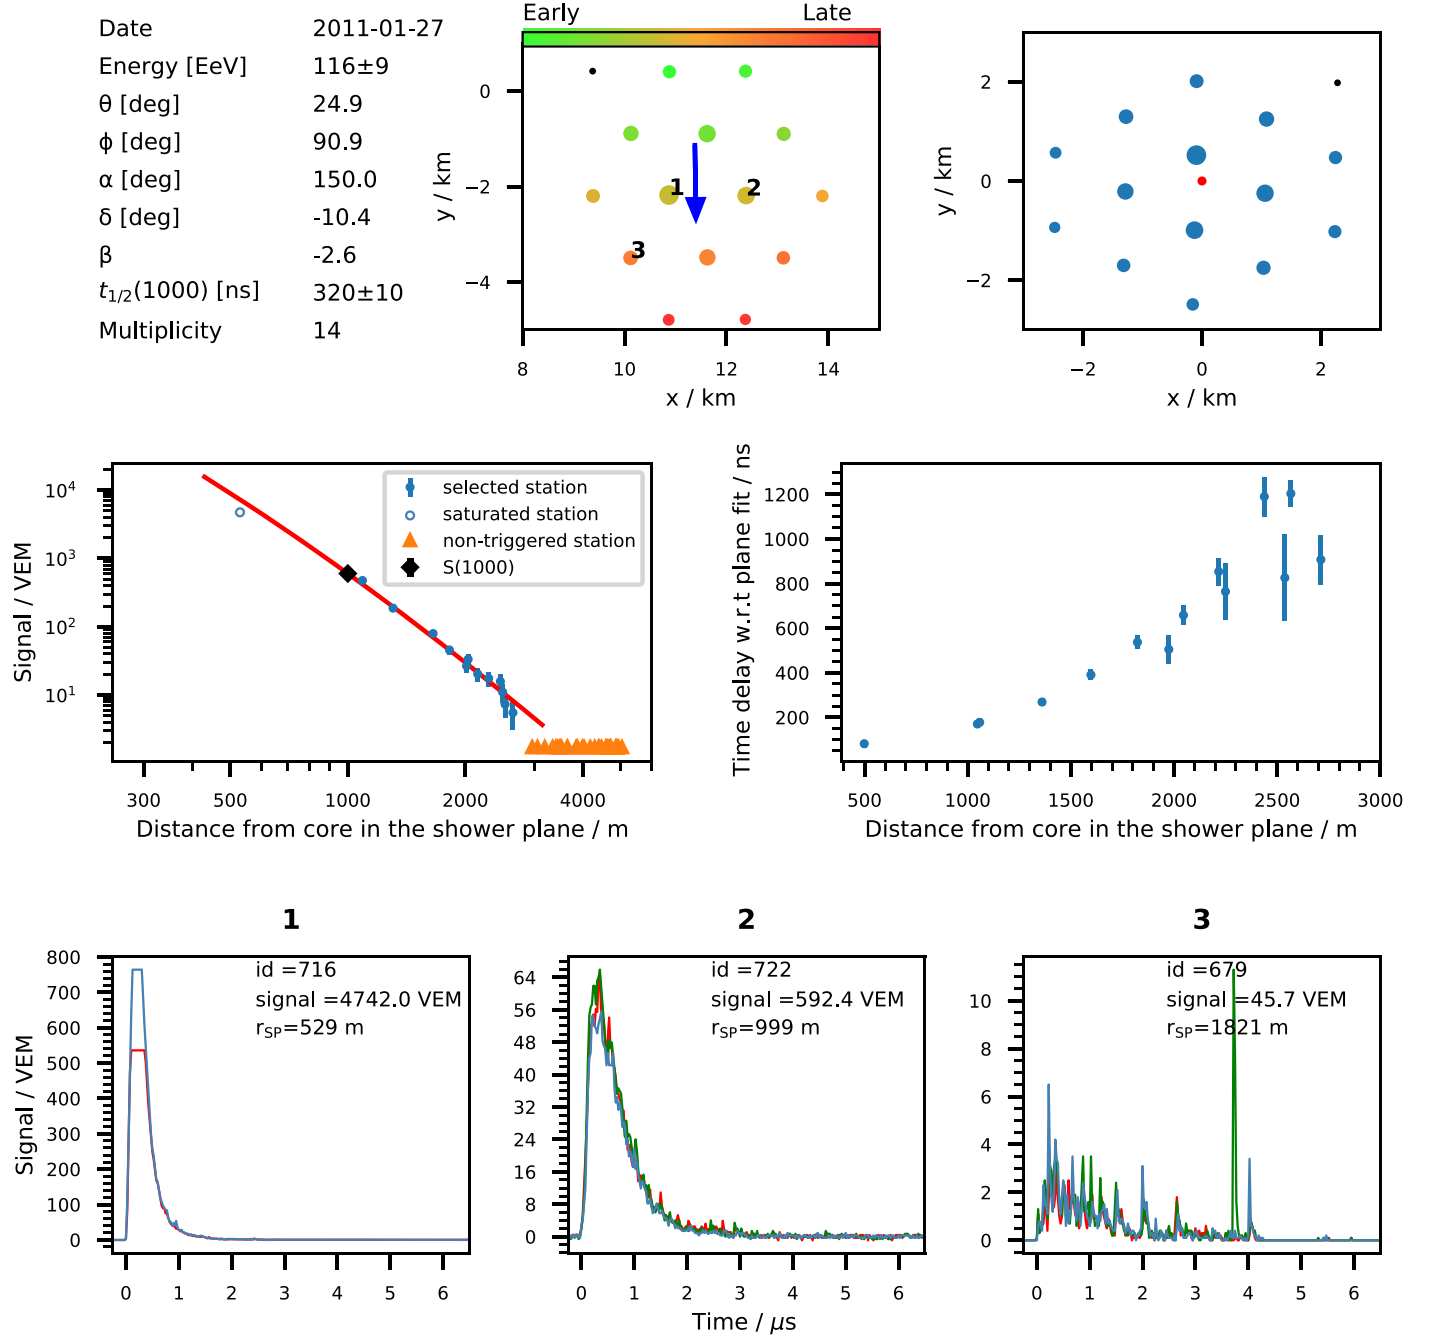 Date 2011-01-27
Energy [EeV] 116±9
θ [deg] 24.9
ϕ [deg] 90.9
α [deg] 150.0
δ [deg] -10.4
β -2.6
t1/2(1000) [ns] 320±10
Multiplicity 14
Early Late
0
−2
−4
y / km
1
2
3
8 10 12 14
x / km
2
0
−2
y / km
−2 0 2
x / km
10^4
10^3
10^2
10^1
Signal / VEM
selected station
saturated station
non-triggered station
S(1000)
300 500 1000 2000 4000
Distance from core in the shower plane / m
1200
1000
800
600
400
200
Time delay w.r.t plane fit / ns
500 1000 1500 2000 2500 3000
Distance from core in the shower plane / m
1
id =716
signal =4742.0 VEM
rSP=529 m
800
700
600
500
400
300
200
100
0
Signal / VEM
0 1 2 3 4 5 6
2
id =722
signal =592.4 VEM
rSP=999 m
64
56
48
40
32
24
16
8
0
0 1 2 3 4 5 6
Time / μs
3
id =679
signal =45.7 VEM
rSP=1821 m
10
8
6
4
2
0
0 1 2 3 4 5 6